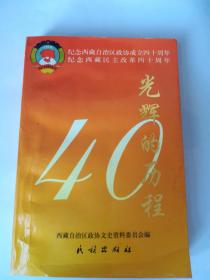 纪念西藏自治区政协成立四十周年
纪念西藏民主改革四十周年
光辉的历程
40
西藏自治区政协文史资料委员会编
民族出版社